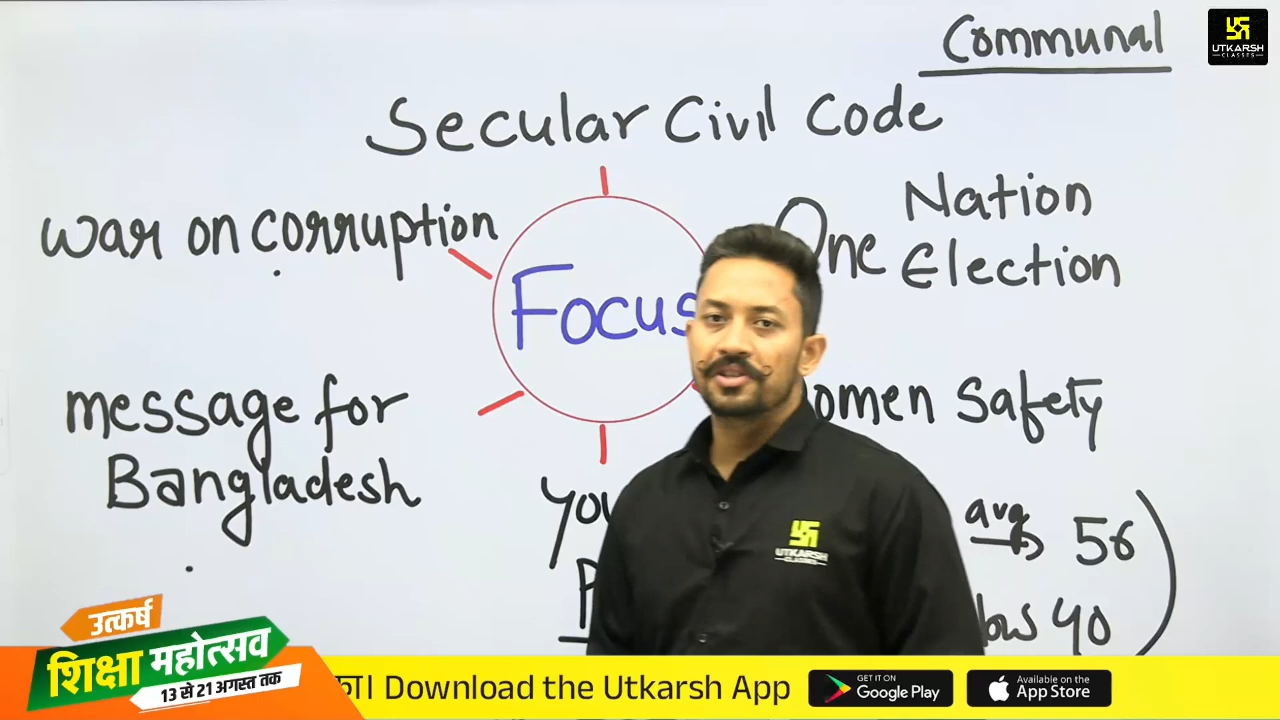 Communal
UTKARSH
CLASSES
Secular Civil Code
war on corruption
One
Nation
Election
Focus
message for
Bangladesh
Safety
avg 56
40
UTKARSH
CLASSES
उत्कर्ष
शिक्षा महोत्सव
13 से 21 अगस्त तक
Download the Utkarsh App
GET IT ON
Google Play
Available on the
App Store